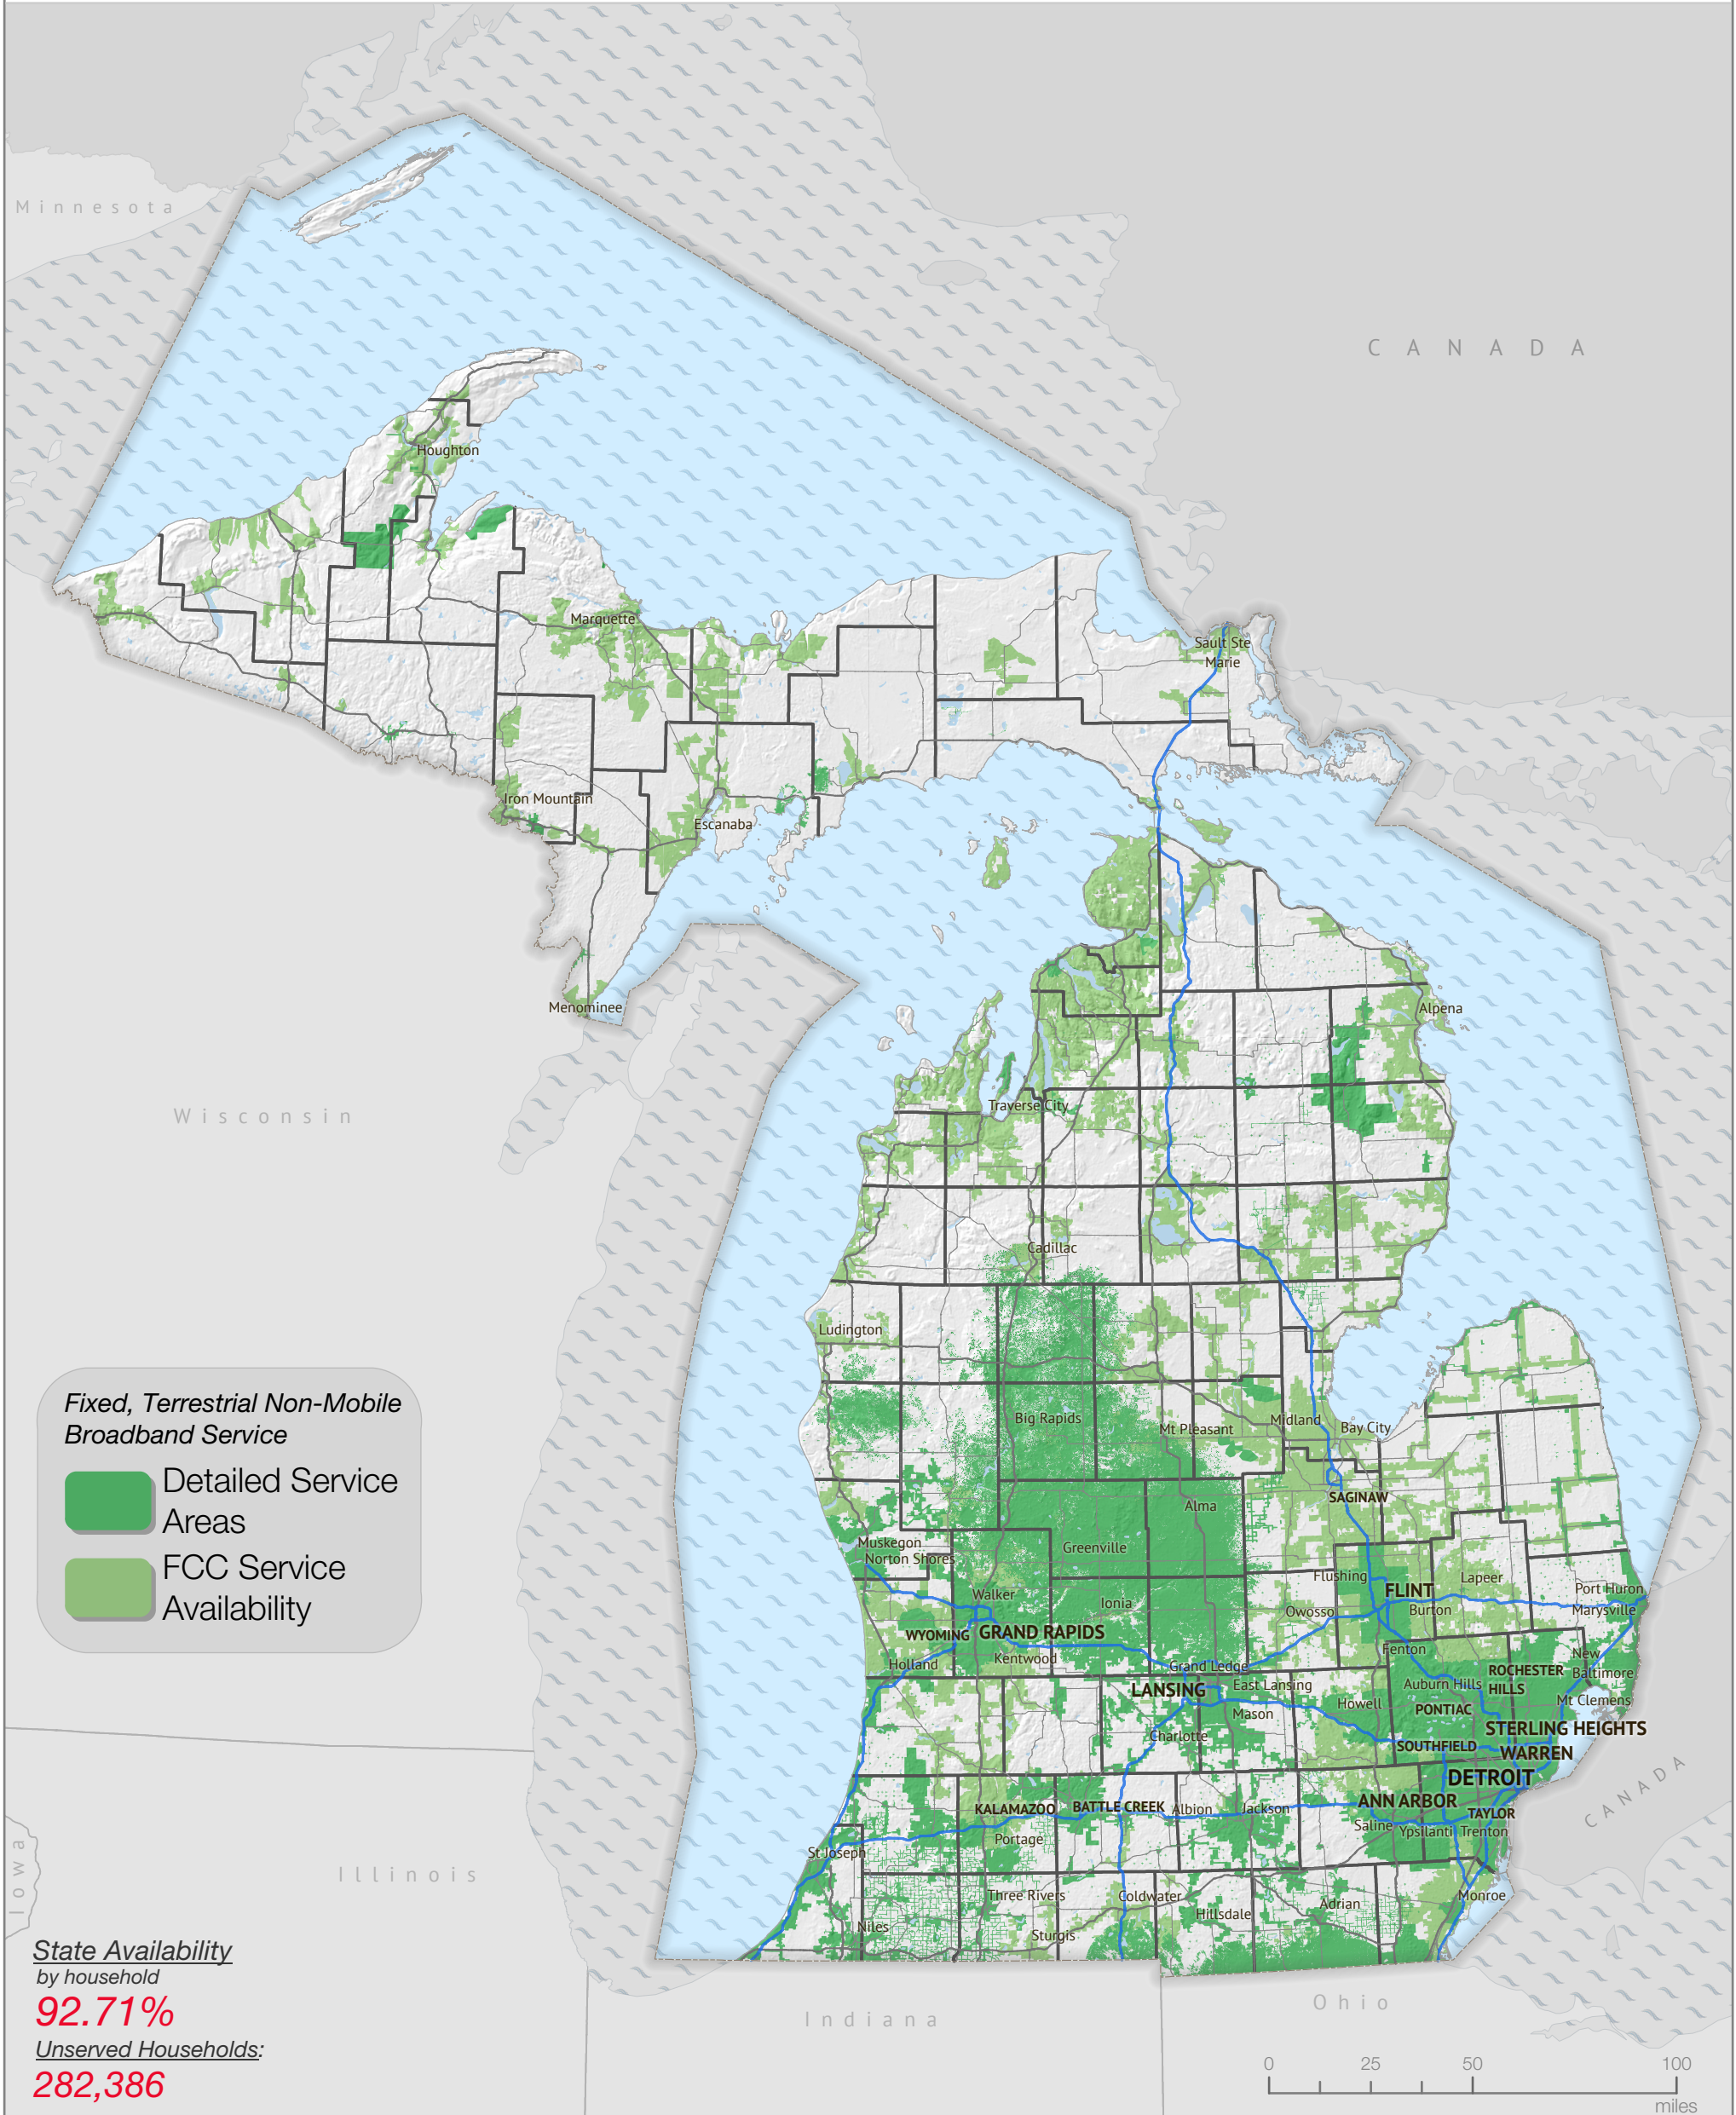 Minnesota
CANADA
Houghton
Marquette
Sault Ste
Marie
Iron Mountain
Escanaba
Menominee
Alpena
Wisconsin
Traverse City
Cadillac
Ludington
Big Rapids
Mt Pleasant
Midland
Bay City
SAGINAW
Alma
Muskegon
Norton Shores
Greenville
Flushing
FLINT
Lapeer
Port Huron
Walker
Ionia
Owosso
Burton
Marysville
WYOMING
GRAND RAPIDS
Holland
Kentwood
Grand Ledge
Fenton
New
Baltimore
ROCHESTER
HILLS
LANSING
East Lansing
Auburn Hills
Howell
Mt Clemens
Mason
PONTIAC
Charlotte
STERLING HEIGHTS
SOUTHFIELD
WARREN
DETROIT
CANADA
KALAMAZOO
BATTLE CREEK
Albion
Jackson
ANN ARBOR
TAYLOR
Portage
Saline
Ypsilanti
Trenton
St Joseph
Three Rivers
Coldwater
Monroe
Niles
Sturgis
Hillsdale
Adrian
Iowa
Illinois
Indiana
Ohio
Fixed, Terrestrial Non-Mobile
Broadband Service
Detailed Service
Areas
FCC Service
Availability
State Availability
by household
92.71%
Unserved Households:
282,386
0 25 50 100
miles